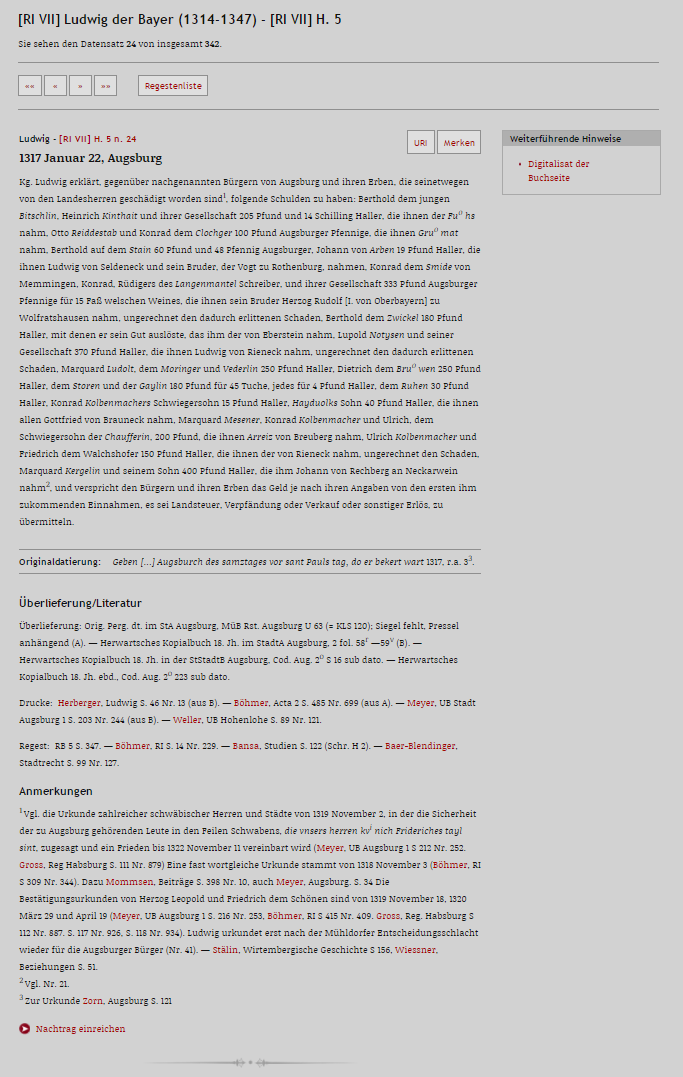 [RI VII] Ludwig der Bayer (1314-1347) - [RI VII] H. 5
Sie sehen den Datensatz 24 von insgesamt 342.
«« « » »» Regestenliste
Ludwig - [RI VII] H. 5 n. 24
URI Merken
1317 Januar 22, Augsburg
Kg. Ludwig erklärt, gegenüber nachgenannten Bürgern von Augsburg und ihren Erben, die seinetwegen
von den Landesherren geschädigt worden sind¹, folgende Schulden zu haben: Berthold dem jungen
Bitschlin, Heinrich Kinthait und ihrer Gesellschaft 205 Pfund und 14 Schilling Haller, die ihnen der Fuº hs
nahm, Otto Reiddestab und Konrad dem Clochger 100 Pfund Augsburger Pfennige, die ihnen Gruº mat
nahm, Berthold auf dem Stain 60 Pfund und 48 Pfennig Augsburger, Johann von Arben 19 Pfund Haller, die
ihnen Ludwig von Seldeneck und sein Bruder, der Vogt zu Rothenburg, nahmen, Konrad dem Smide von
Memmingen, Konrad, Rüdigers des Langenmantel Schreiber, und ihrer Gesellschaft 333 Pfund Augsburger
Pfennige für 15 Faß welschen Weines, die ihnen sein Bruder Herzog Rudolf [I. von Oberbayern] zu
Wolfratshausen nahm, ungerechnet den dadurch erlittenen Schaden, Berthold dem Zwickel 180 Pfund
Haller, mit denen er sein Gut auslöste, das ihm der von Eberstein nahm, Lupold Notysen und seiner
Gesellschaft 370 Pfund Haller, die ihnen Ludwig von Rieneck nahm, ungerechnet den dadurch erlittenen
Schaden, Marquard Ludolt, dem Moringer und Vederlin 250 Pfund Haller, Dietrich dem Bruº wen 250 Pfund
Haller, dem Storen und der Gaylin 180 Pfund für 45 Tuche, jedes für 4 Pfund Haller, dem Ruhen 30 Pfund
Haller, Konrad Kolbenmachers Schwiegersohn 15 Pfund Haller, Hayduolks Sohn 40 Pfund Haller, die ihnen
allen Gottfried von Brauneck nahm, Marquard Mesener, Konrad Kolbenmacher und Ulrich, dem
Schwiegersohn der Chaufferin, 200 Pfund, die ihnen Arreiz von Breuberg nahm, Ulrich Kolbenmacher und
Friedrich dem Walchshofer 150 Pfund Haller, die ihnen der von Rieneck nahm, ungerechnet den Schaden,
Marquard Kergelin und seinem Sohn 400 Pfund Haller, die ihm Johann von Rechberg an Neckarwein
nahm², und verspricht den Bürgern und ihren Erben das Geld je nach ihren Angaben von den ersten ihm
zukommenden Einnahmen, es sei Landsteuer, Verpfändung oder Verkauf oder sonstiger Erlös, zu
übermitteln.
Originaldatierung: Geben [...] Augsburch des samztages vor sant Pauls tag, do er bekert wart 1317, r.a. 3³.
Überlieferung/Literatur
Überlieferung: Orig. Perg. dt. im StA Augsburg, MüB Rst. Augsburg U 63 (= KLS 120); Siegel fehlt, Pressel
anhängend (A). — Herwartsches Kopialbuch 18. Jh. im StadtA Augsburg, 2 fol. 58ʳ —59ᵛ (B). —
Herwartsches Kopialbuch 18. Jh. in der StStadtB Augsburg, Cod. Aug. 2º S 16 sub dato. — Herwartsches
Kopialbuch 18. Jh. ebd., Cod. Aug. 2º 223 sub dato.
Drucke: Herberger, Ludwig S. 46 Nr. 13 (aus B). — Böhmer, Acta 2 S. 485 Nr. 699 (aus A). — Meyer, UB Stadt
Augsburg 1 S. 203 Nr. 244 (aus B). — Weller, UB Hohenlohe S. 89 Nr. 121.
Regest: RB 5 S. 347. — Böhmer, RI S. 14 Nr. 229. — Bansa, Studien S. 122 (Schr. H 2). — Baer-Blendinger,
Stadtrecht S. 99 Nr. 127.
Anmerkungen
¹ Vgl. die Urkunde zahlreicher schwäbischer Herren und Städte von 1319 November 2, in der die Sicherheit
der zu Augsburg gehörenden Leute in den Feilen Schwabens, die vnsers herren kvⁱ nich Frideriches tayl
sint, zugesagt und ein Frieden bis 1322 November 11 vereinbart wird (Meyer, UB Augsburg 1 S 212 Nr. 252.
Gross, Reg Habsburg S. 111 Nr. 879) Eine fast wortgleiche Urkunde stammt von 1318 November 3 (Böhmer, RI
S 309 Nr. 344). Dazu Mommsen, Beiträge S. 398 Nr. 10, auch Meyer, Augsburg. S. 34 Die
Bestätigungsurkunden von Herzog Leopold und Friedrich dem Schönen sind von 1319 November 18, 1320
März 29 und April 19 (Meyer, UB Augsburg 1 S. 216 Nr. 253, Böhmer, RI S 415 Nr. 409. Gross, Reg. Habsburg S
112 Nr. 887. S. 117 Nr. 926, S. 118 Nr. 934). Ludwig urkundet erst nach der Mühldorfer Entscheidungsschlacht
wieder für die Augsburger Bürger (Nr. 41). — Stälin, Wirtembergische Geschichte S 156, Wiessner,
Beziehungen S. 51.
² Vgl. Nr. 21.
³ Zur Urkunde Zorn, Augsburg S. 121
Nachtrag einreichen
Weiterführende Hinweise
• Digitalisat der
Buchseite